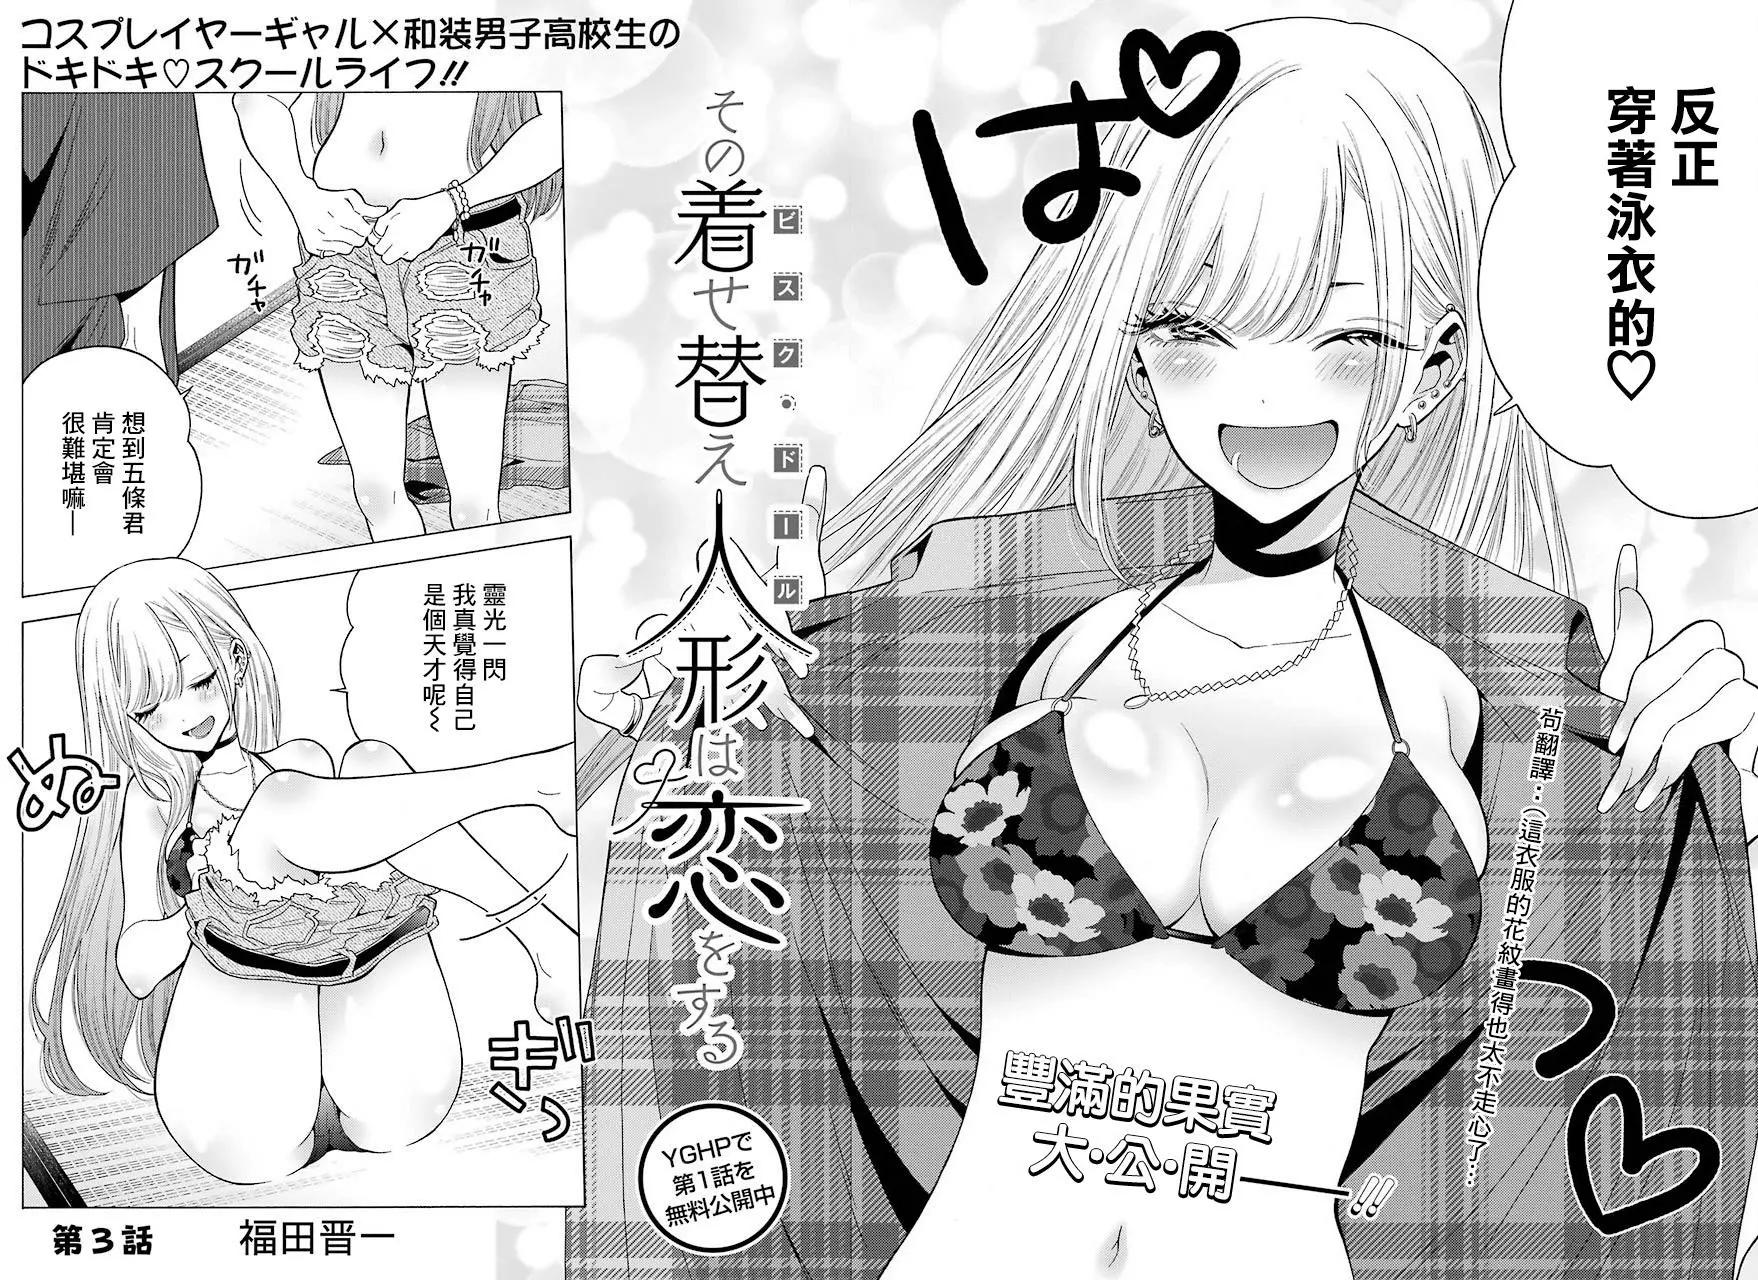 反正
穿著泳衣的♡
ぱ♡
っ♡
苟翻譯：（這衣服的花紋畫得也太不走心了…
豐滿的果實
大・公・開──!!
コスプレイヤーギャル×和装男子高校生の
ドキドキ♡スクールライフ!!
その着せ替え人形は恋をする
ビスク・ドール
YGHPで
第1話を
無料公開中
ガチャ
ガチャ
想到五條君
肯定會
很難堪嘛─
靈光一閃
我真覺得自己
是個天才呢～
ぬ
ぎっ
第３話
福田晋一